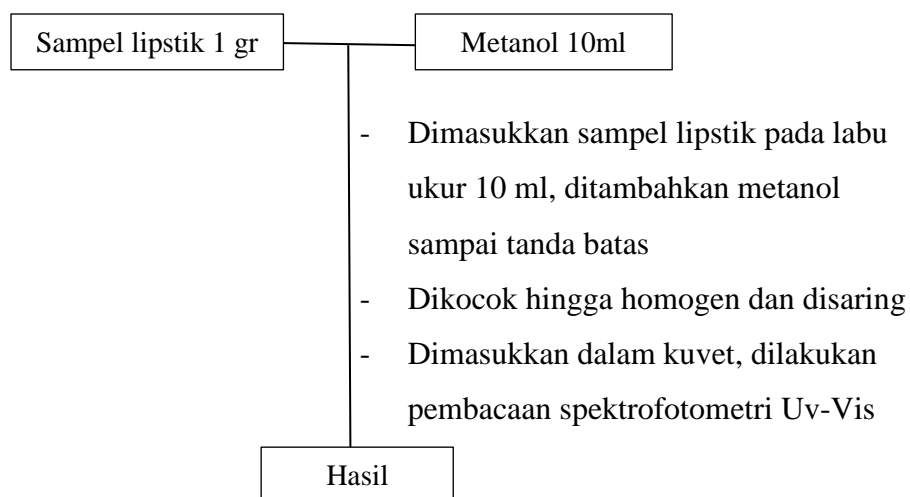 Sampel lipstik 1 gr
Metanol 10ml
- Dimasukkan sampel lipstik pada labu
ukur 10 ml, ditambahkan metanol
sampai tanda batas
- Dikocok hingga homogen dan disaring
- Dimasukkan dalam kuvet, dilakukan
pembacaan spektrofotometri Uv-Vis
Hasil